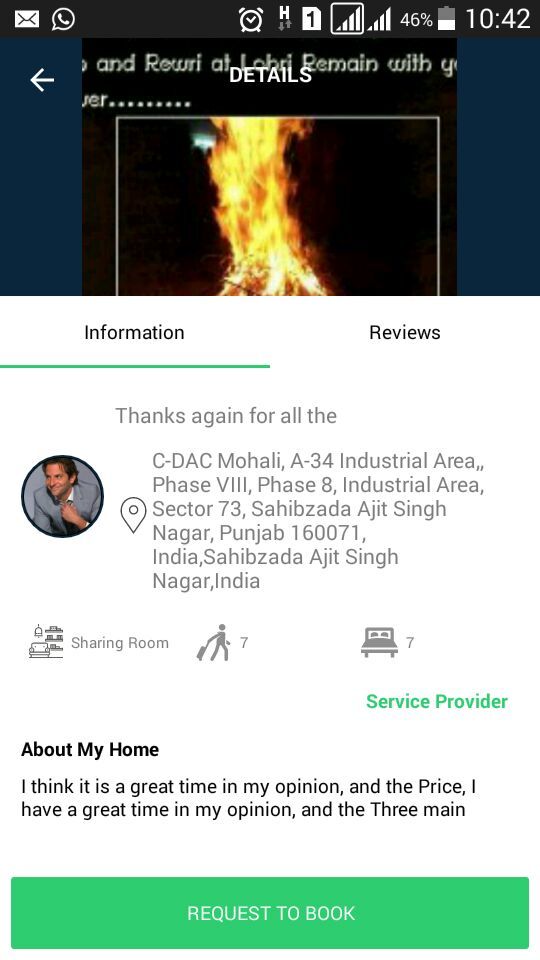 H 1 46% 10:42
and Rewri at Lohri Remain with
DETAILS
ver.........
Information Reviews
Thanks again for all the
C-DAC Mohali, A-34 Industrial Area,,
Phase VIII, Phase 8, Industrial Area,
Sector 73, Sahibzada Ajit Singh
Nagar, Punjab 160071,
India,Sahibzada Ajit Singh
Nagar,India
Sharing Room 7 7
Service Provider
About My Home
I think it is a great time in my opinion, and the Price, I
have a great time in my opinion, and the Three main
REQUEST TO BOOK